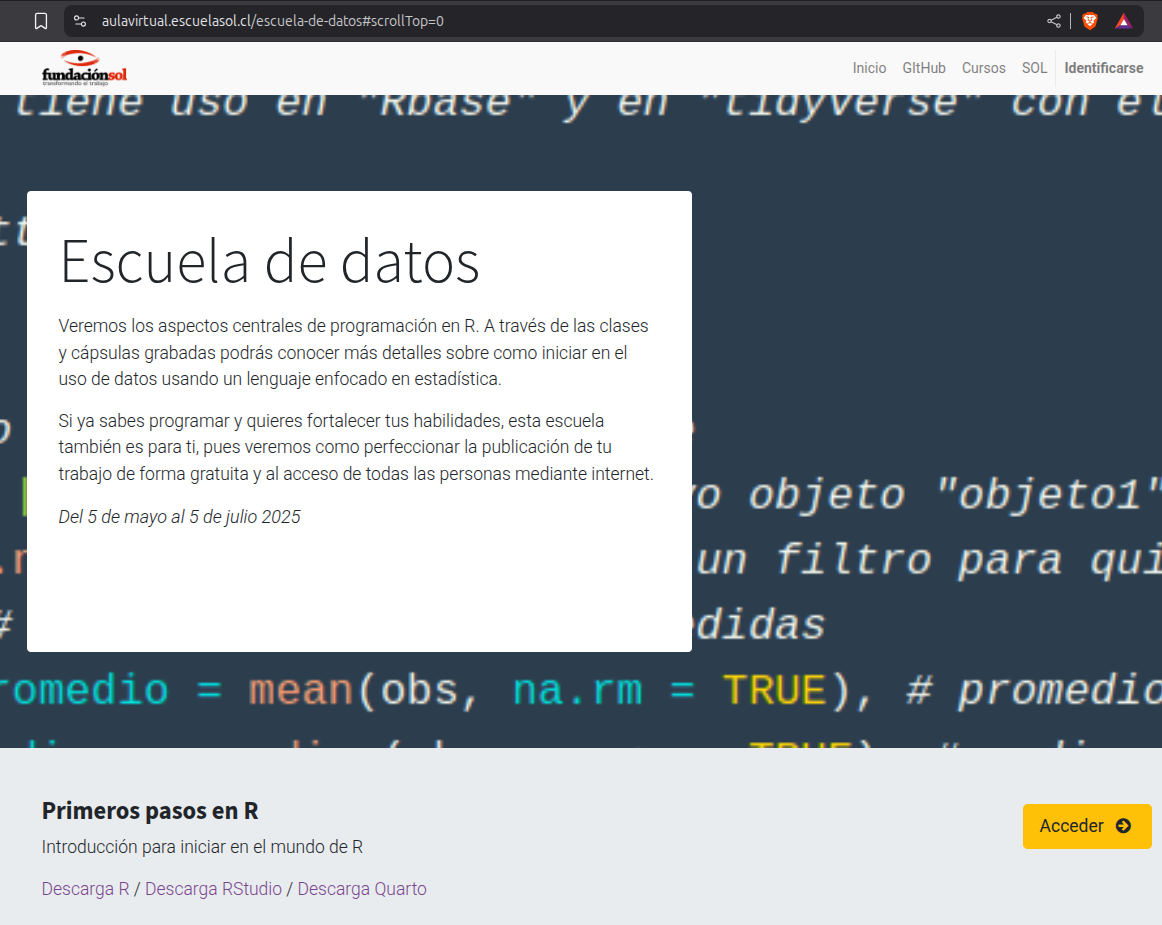 aulavirtual.escuelasol.cl/escuela-de-datos#scrollTop=0
fundaciónsol
transformando el trabajo
Inicio GItHub Cursos SOL Identificarse
tiene uso en "Rbase" y en "tidyverse" con el
Escuela de datos
Veremos los aspectos centrales de programación en R. A través de las clases
y cápsulas grabadas podrás conocer más detalles sobre como iniciar en el
uso de datos usando un lenguaje enfocado en estadística.
Si ya sabes programar y quieres fortalecer tus habilidades, esta escuela
también es para ti, pues veremos como perfeccionar la publicación de tu
trabajo de forma gratuita y al acceso de todas las personas mediante internet.
Del 5 de mayo al 5 de julio 2025
vo objeto "objeto1"
un filtro para qui
#
edidas
romedio = mean(obs, na.rm = TRUE), # promedio
Primeros pasos en R
Acceder
Introducción para iniciar en el mundo de R
Descarga R / Descarga RStudio / Descarga Quarto